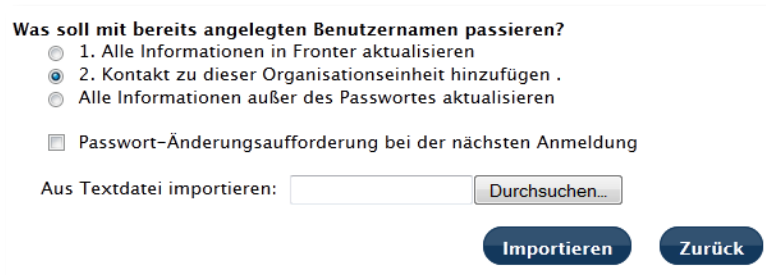 Was soll mit bereits angelegten Benutzernamen passieren?
1. Alle Informationen in Fronter aktualisieren
2. Kontakt zu dieser Organisationseinheit hinzufügen .
Alle Informationen außer des Passwortes aktualisieren
Passwort-Änderungsaufforderung bei der nächsten Anmeldung
Aus Textdatei importieren: Durchsuchen...
Importieren Zurück